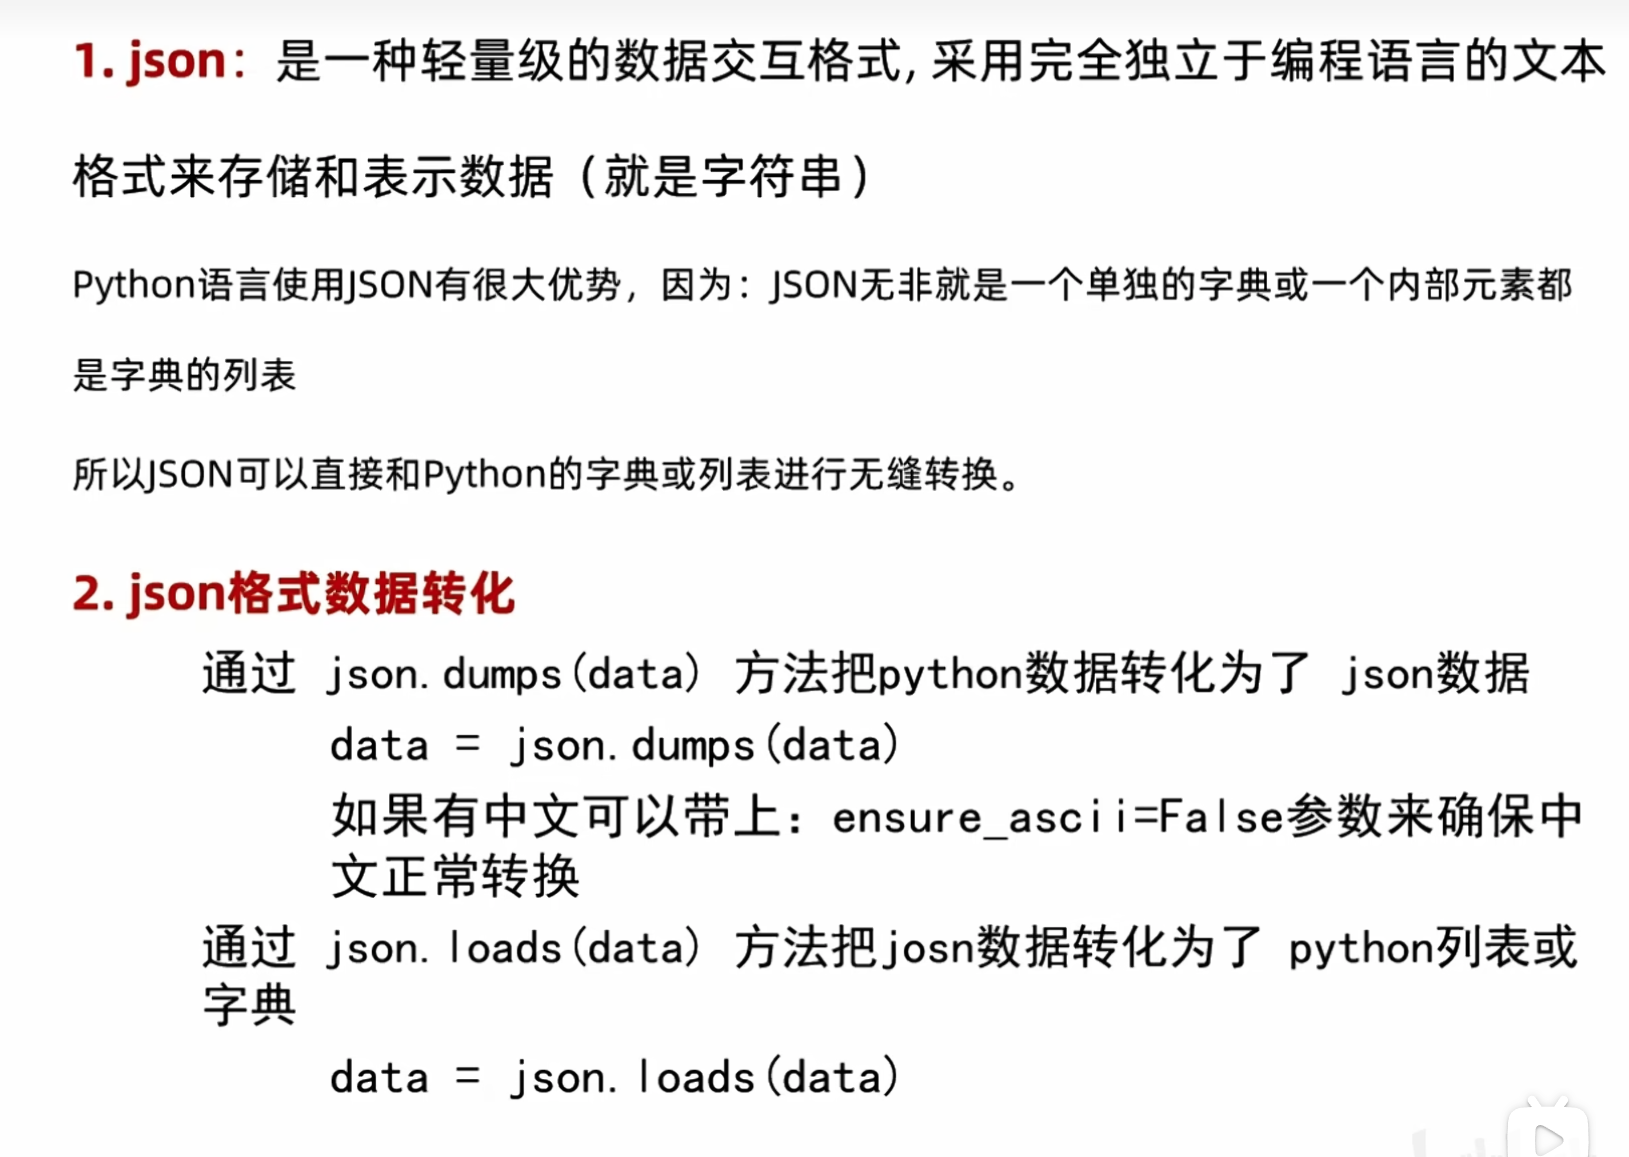 1. json：是一种轻量级的数据交互格式, 采用完全独立于编程语言的文本
格式来存储和表示数据（就是字符串）
Python语言使用JSON有很大优势，因为：JSON无非就是一个单独的字典或一个内部元素都
是字典的列表
所以JSON可以直接和Python的字典或列表进行无缝转换。
2. json格式数据转化
通过 json.dumps(data) 方法把python数据转化为了 json数据
data = json.dumps(data)
如果有中文可以带上：ensure_ascii=False参数来确保中
文正常转换
通过 json.loads(data) 方法把josn数据转化为了 python列表或
字典
data = json.loads(data)